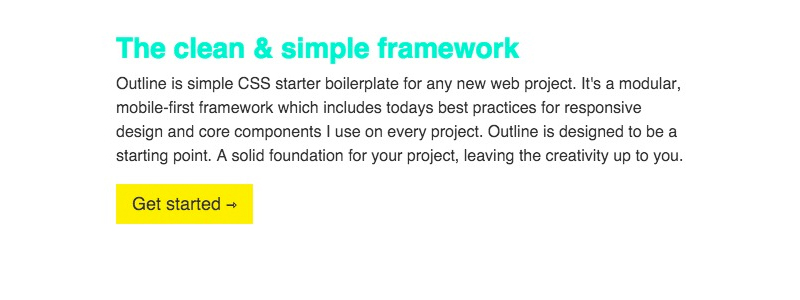 The clean & simple framework
Outline is simple CSS starter boilerplate for any new web project. It's a modular,
mobile-first framework which includes todays best practices for responsive
design and core components I use on every project. Outline is designed to be a
starting point. A solid foundation for your project, leaving the creativity up to you.
Get started →